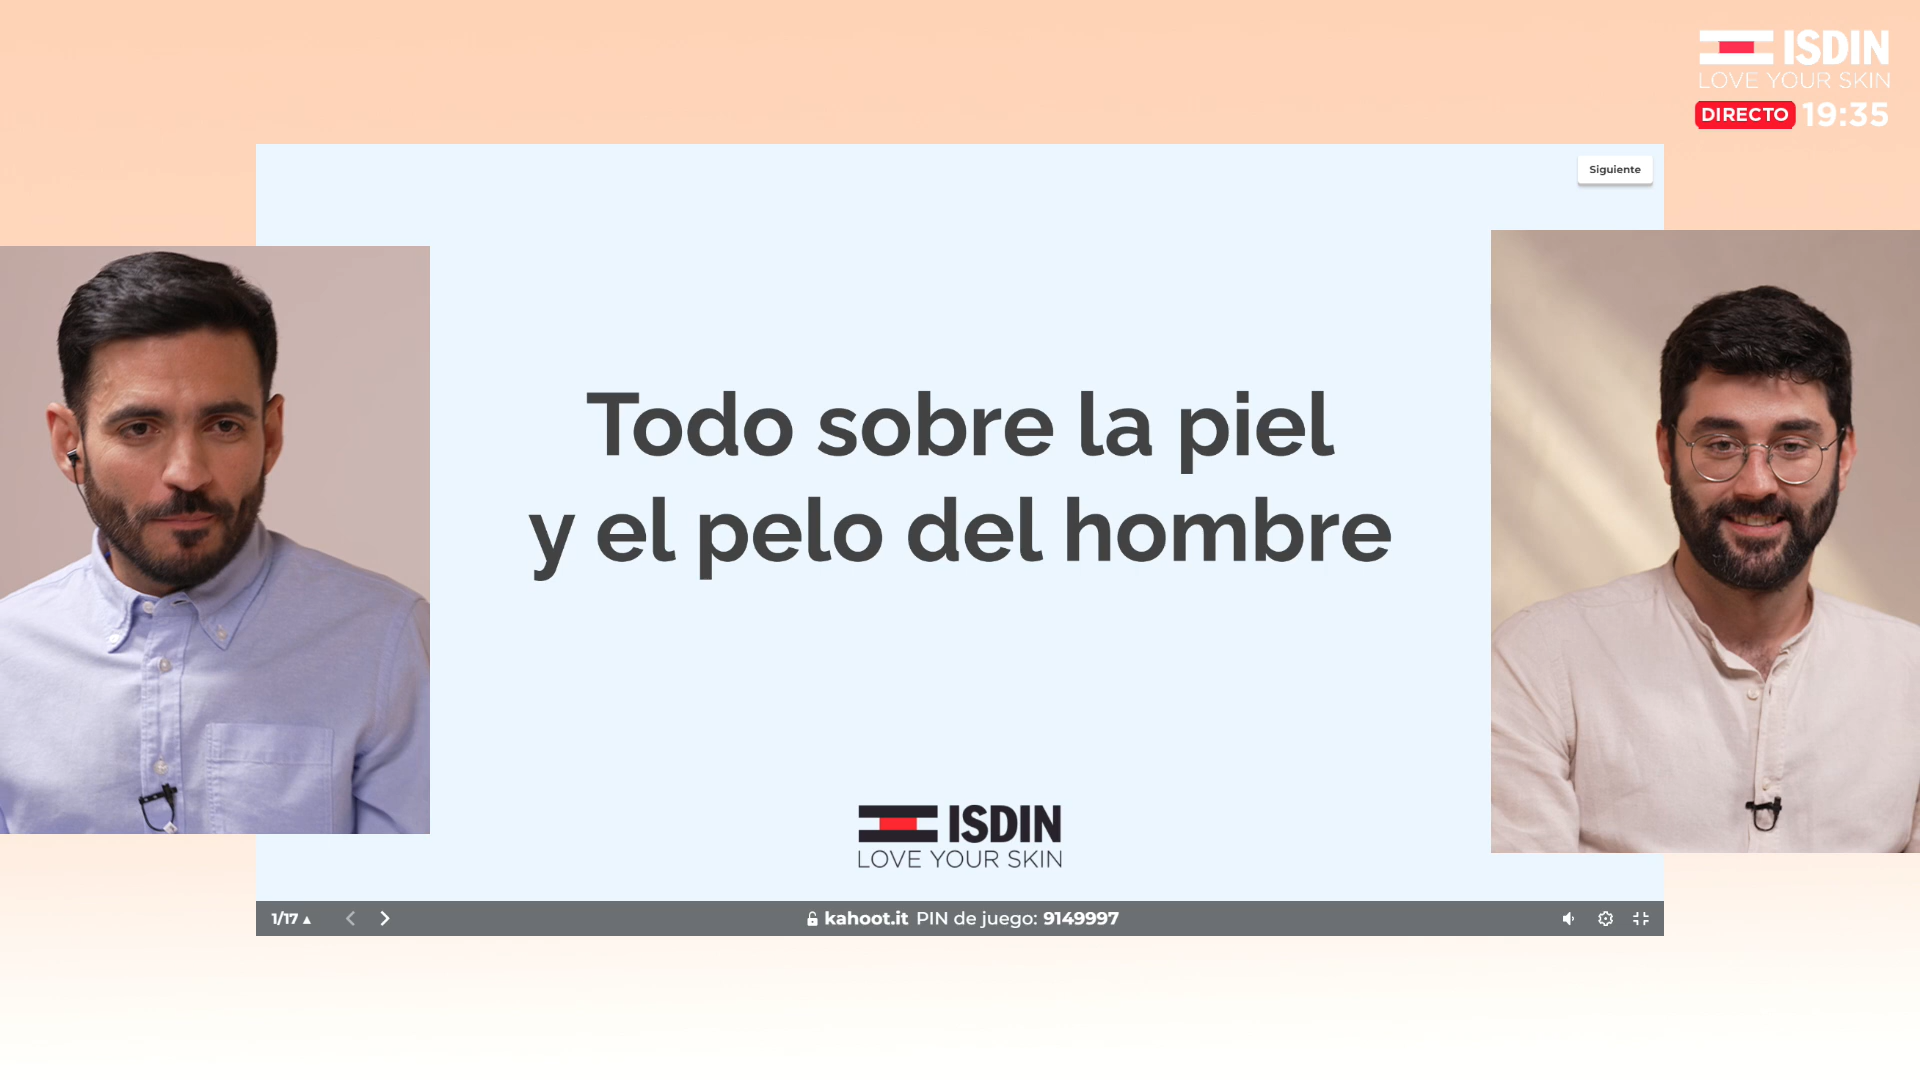 ISDIN
LOVE YOUR SKIN
DIRECTO 19:35
Siguiente
Todo sobre la piel
y el pelo del hombre
ISDIN
LOVE YOUR SKIN
1/17 ▲
kahoot.it PIN de juego: 9149997